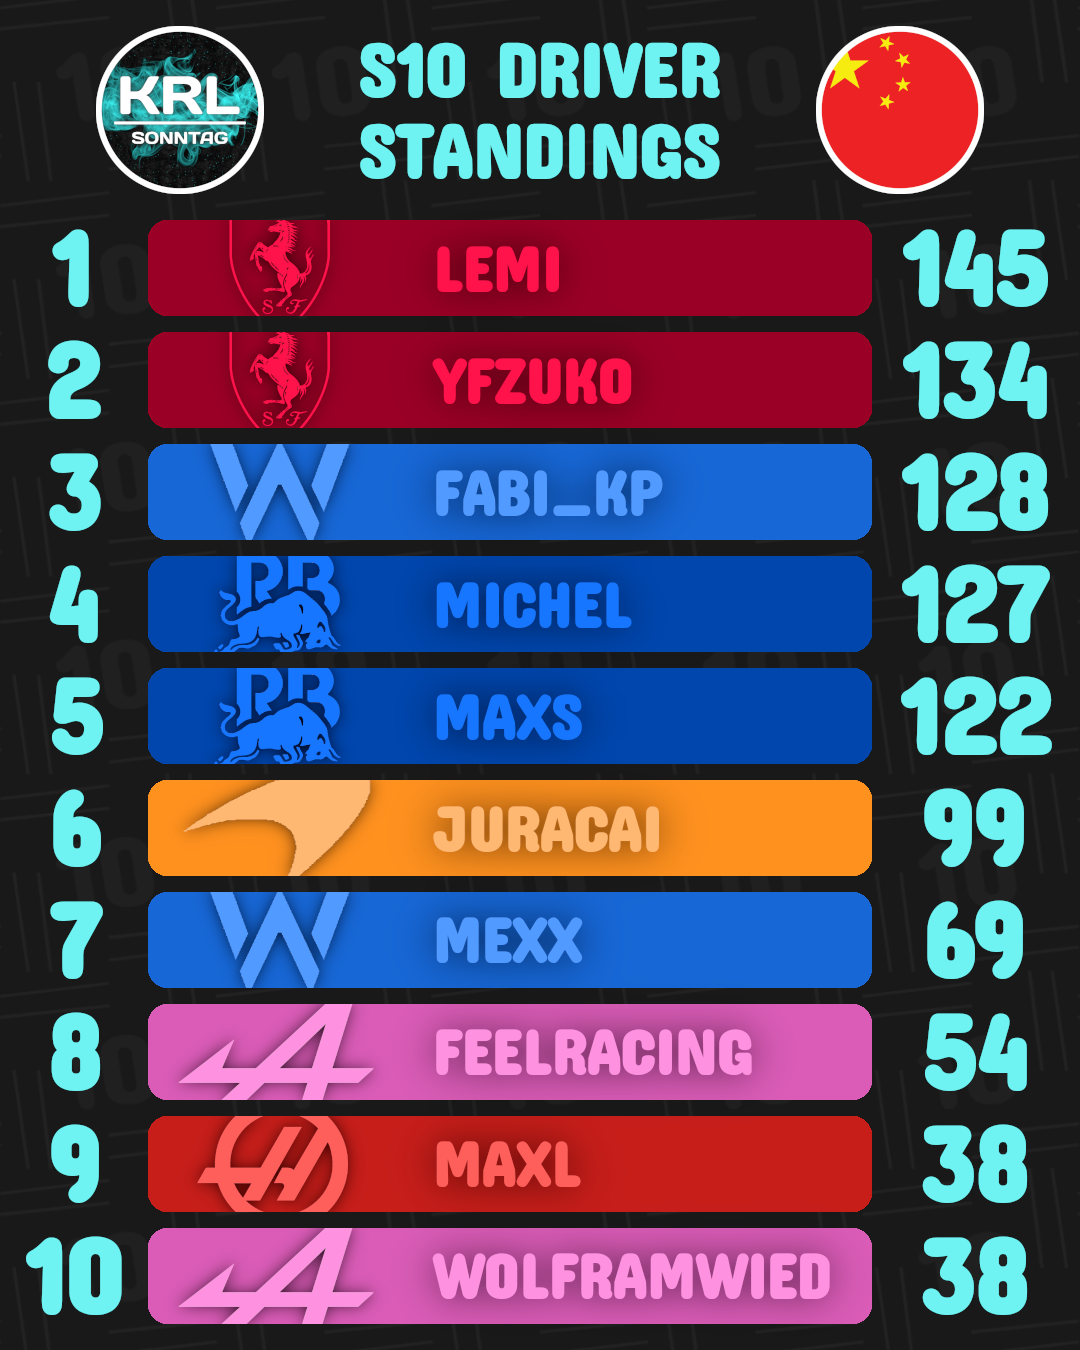 KRL
SONNTAG
S10 DRIVER
STANDINGS
1 LEMI 145
2 YFZUKO 134
3 FABI_KP 128
4 MICHEL 127
5 MAXS 122
6 JURACAI 99
7 MEXX 69
8 FEELRACING 54
9 MAXL 38
10 WOLFRAMWIED 38